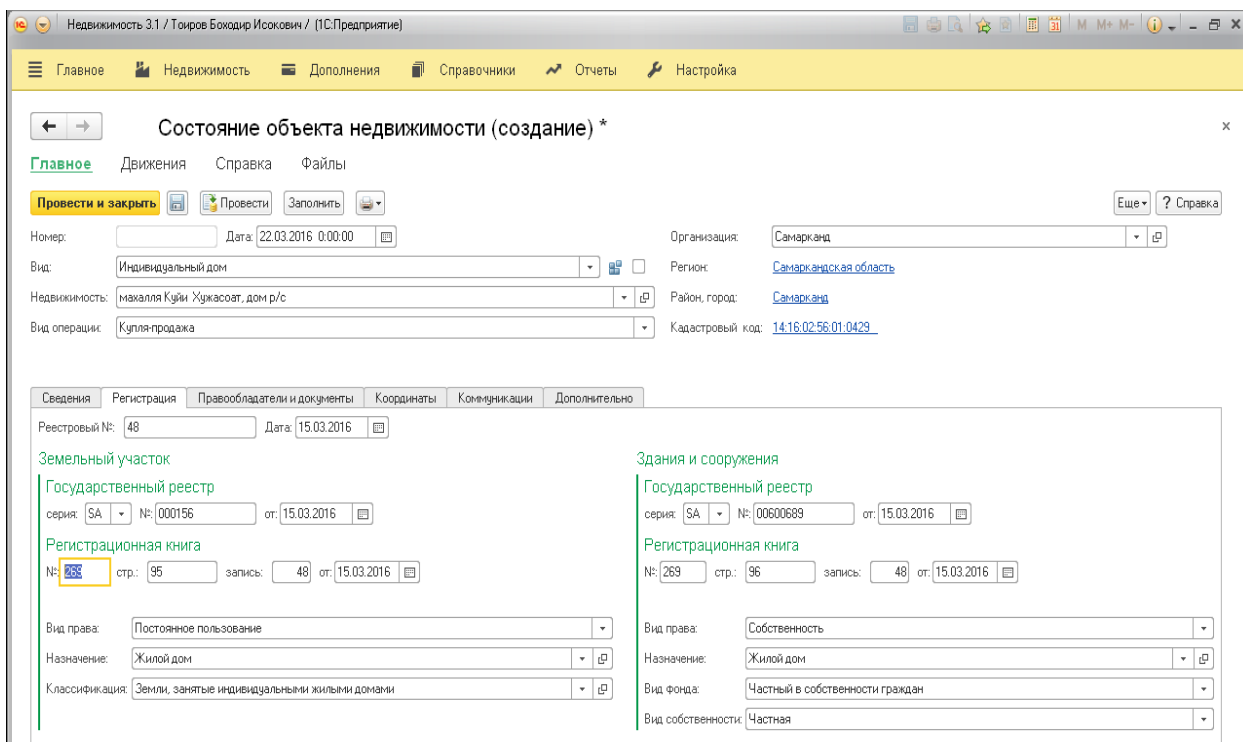 Недвижимость 3.1 / Тоиров Боходир Исокович / (1С:Предприятие) M M+ M-
Главное Недвижимость Дополнения Справочники Отчеты Настройка
Состояние объекта недвижимости (создание) *
Главное Движения Справка Файлы
Провести и закрыть Провести Заполнить Еще ? Справка
Номер: Дата: 22.03.2016 0:00:00 Организация: Самарканд
Вид: Индивидуальный дом Регион: Самаркандская область
Недвижимость: махалля Куйи Хужасоат, дом р/с Район, город: Самарканд
Вид операции: Купля-продажа Кадастровый код: 14:16:02:56:01:0429
Сведения Регистрация Правообладатели и документы Координаты Коммуникации Дополнительно
Реестровый №: 48 Дата: 15.03.2016
Земельный участок Здания и сооружения
Государственный реестр Государственный реестр
серия: SA №: 000156 от: 15.03.2016 серия: SA №: 00600689 от: 15.03.2016
Регистрационная книга Регистрационная книга
№: 269 стр.: 95 запись: 48 от: 15.03.2016 №: 269 стр.: 96 запись: 48 от: 15.03.2016
Вид права: Постоянное пользование Вид права: Собственность
Назначение: Жилой дом Назначение: Жилой дом
Классификация: Земли, занятые индивидуальными жилыми домами Вид фонда: Частный в собственности граждан
Вид собственности: Частная